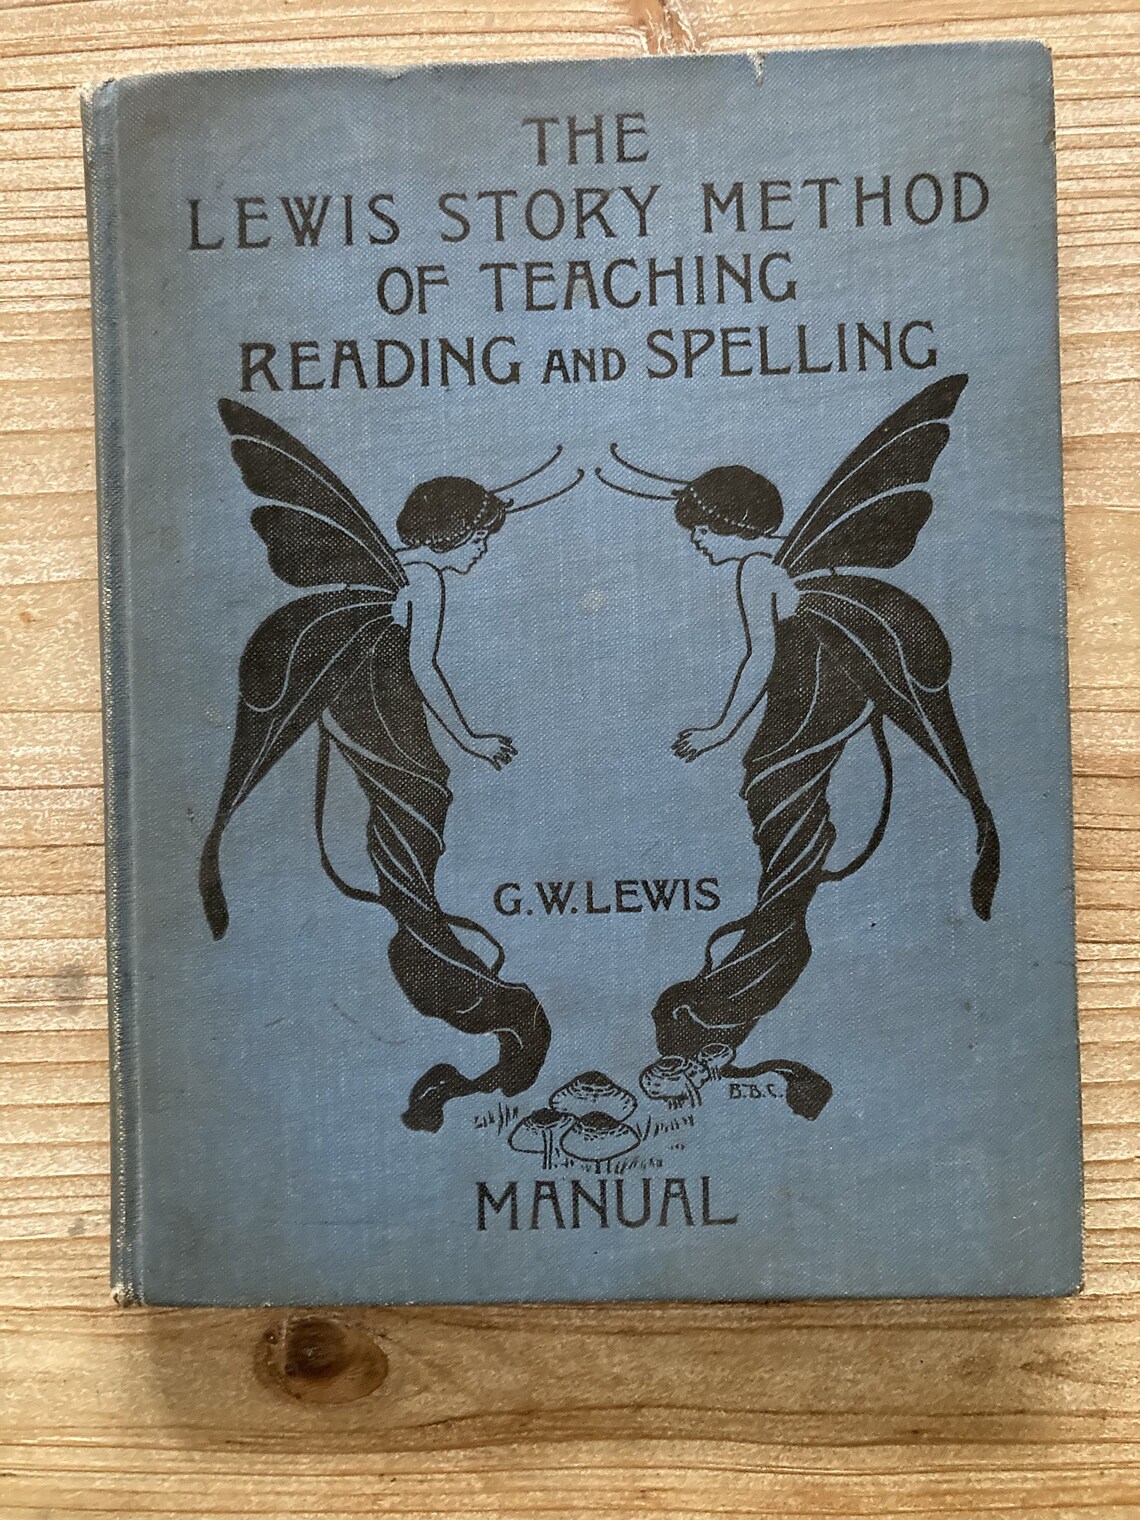 THE
LEWIS STORY METHOD
OF TEACHING
READING AND SPELLING
G. W. LEWIS
B. B. C.
MANUAL